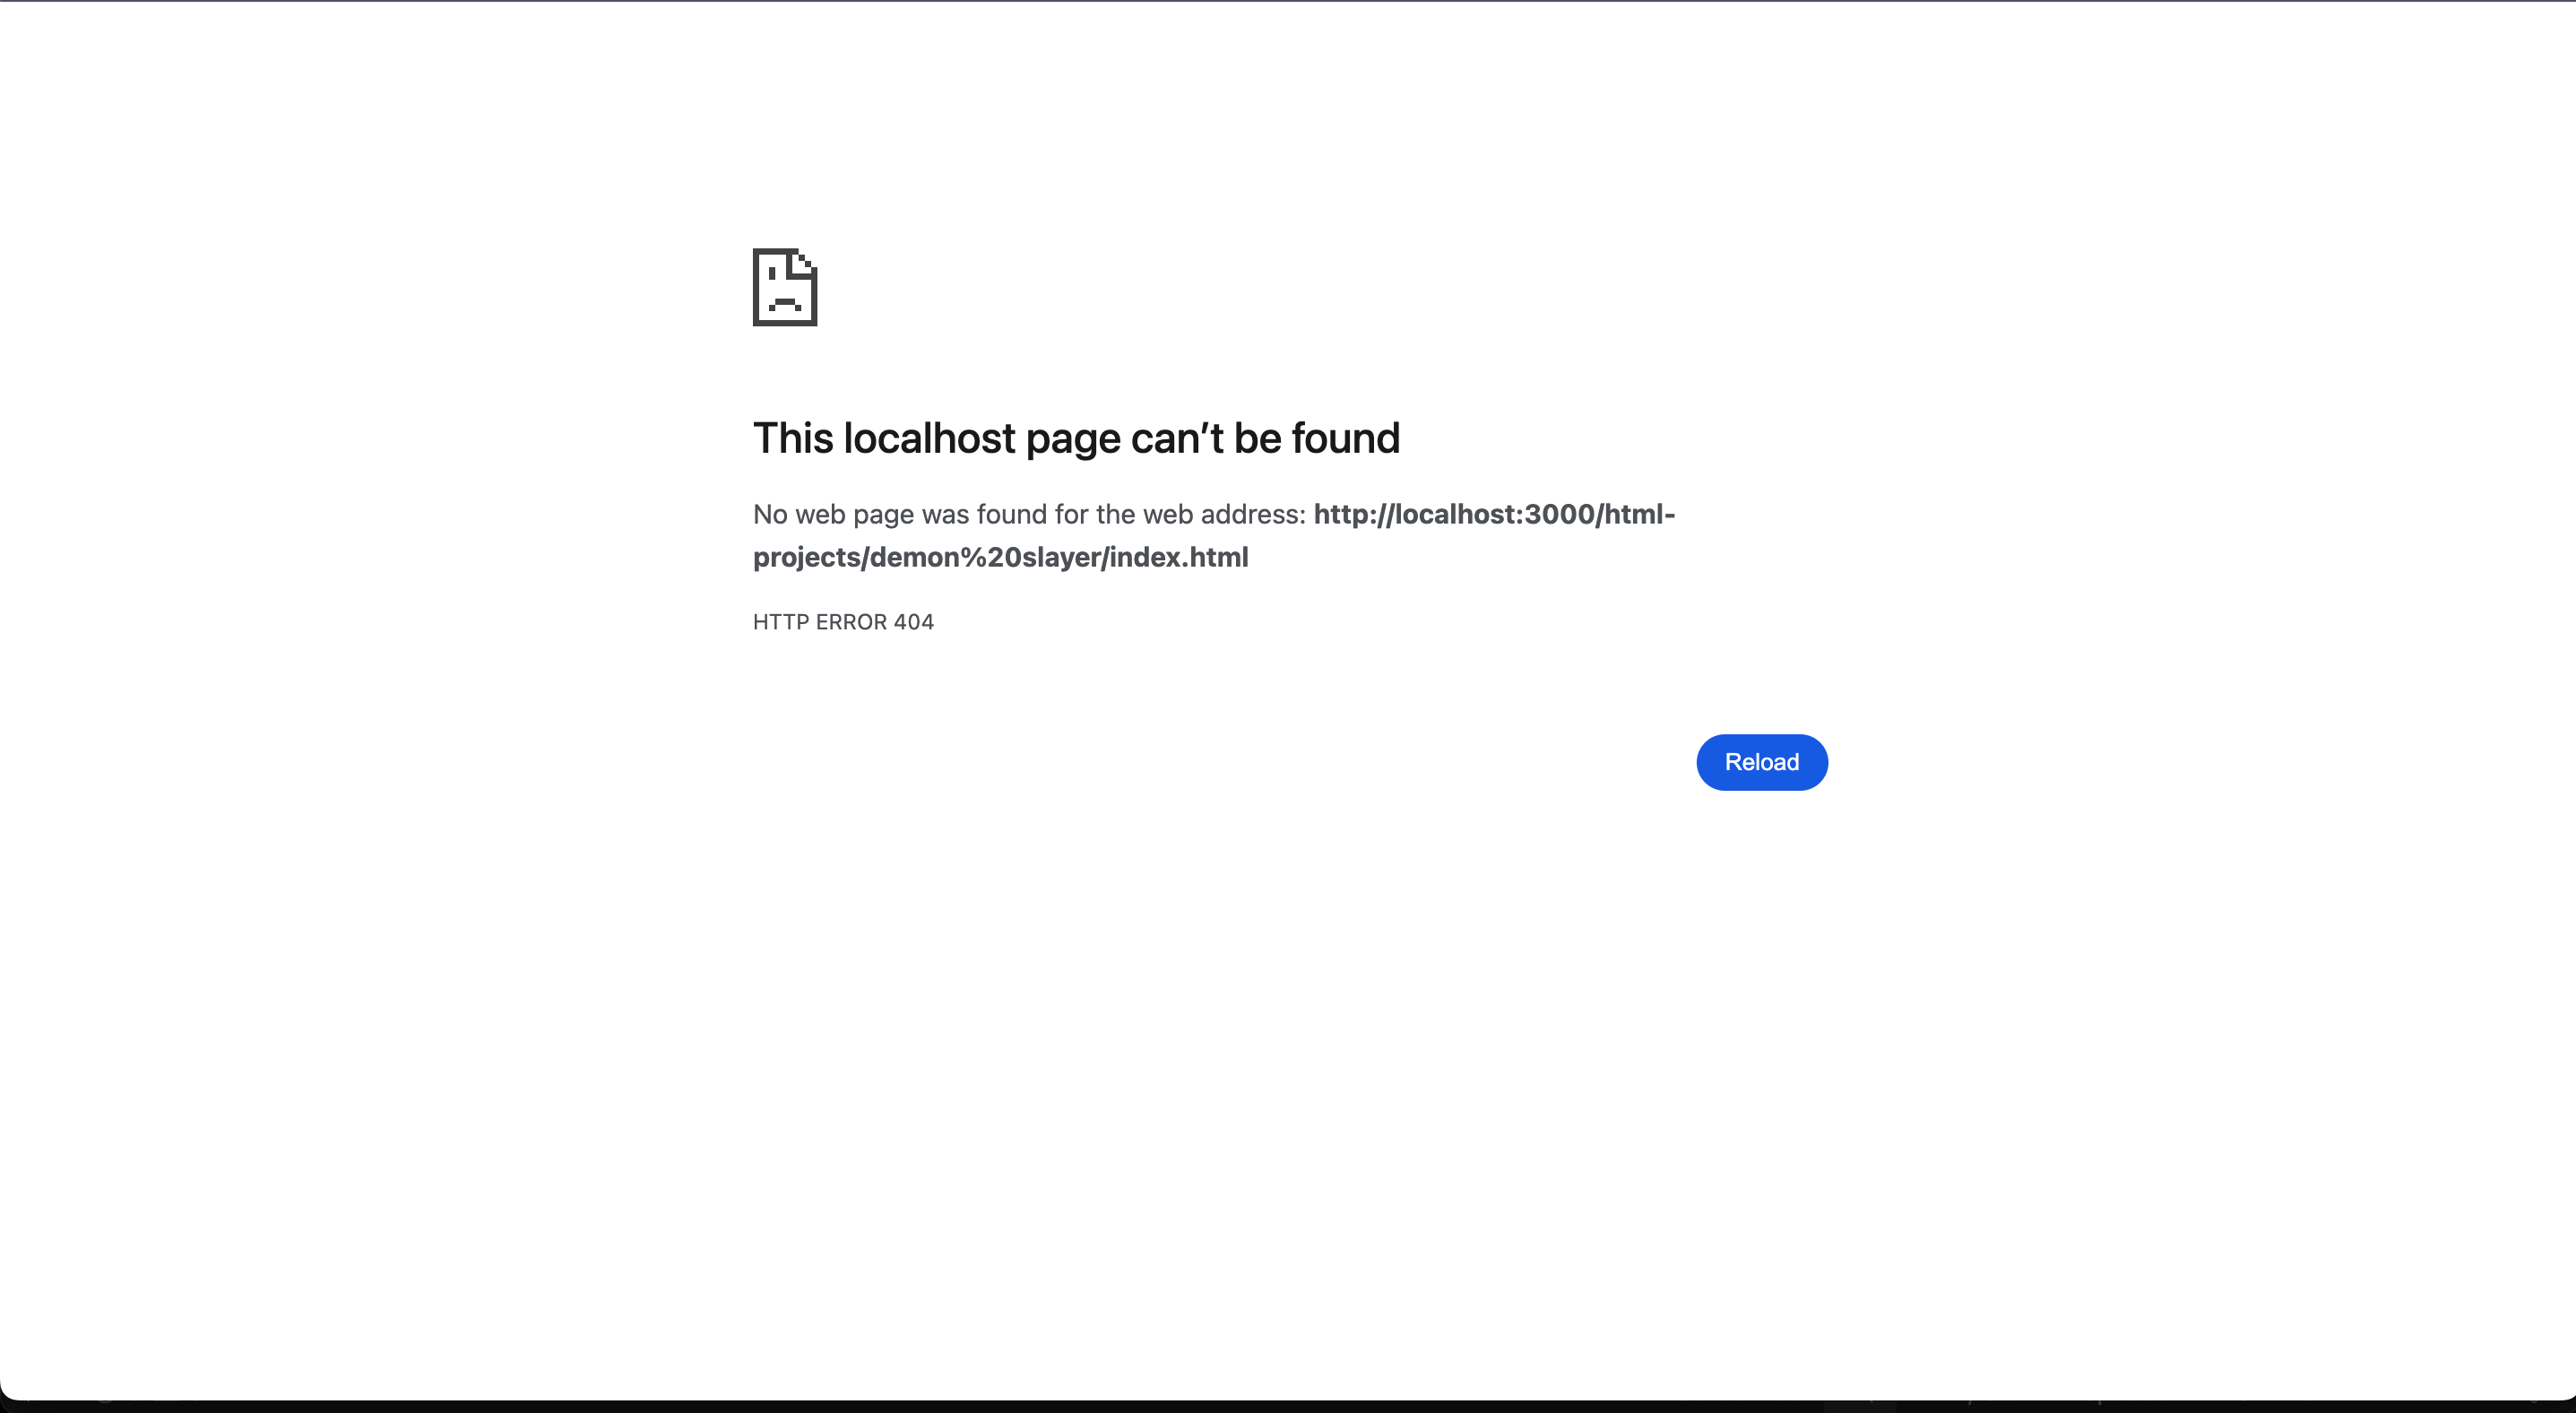 This localhost page can’t be found
No web page was found for the web address: http://localhost:3000/html-
projects/demon%20slayer/index.html
HTTP ERROR 404
Reload